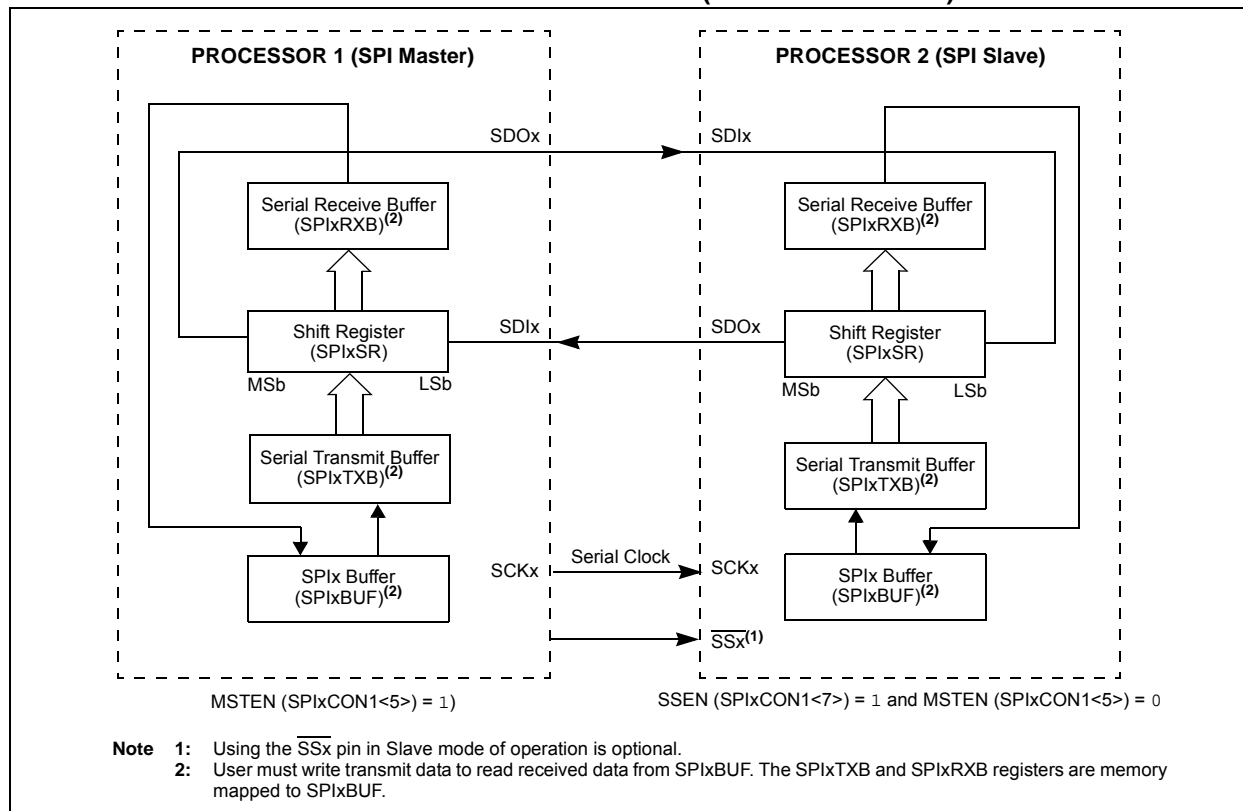 PROCESSOR 1 (SPI Master)
PROCESSOR 2 (SPI Slave)
SDOx
SDIx
Serial Receive Buffer
(SPIxRXB)(2)
Serial Receive Buffer
(SPIxRXB)(2)
Shift Register
(SPIxSR)
SDIx
SDOx
Shift Register
(SPIxSR)
MSb
LSb
MSb
LSb
Serial Transmit Buffer
(SPIxTXB)(2)
Serial Transmit Buffer
(SPIxTXB)(2)
SPIx Buffer
(SPIxBUF)(2)
SCKx
Serial Clock
SCKx
SPIx Buffer
(SPIxBUF)(2)
SSx(1)
MSTEN (SPIxCON1<5>) = 1)
SSEN (SPIxCON1<7>) = 1 and MSTEN (SPIxCON1<5>) = 0
Note 1: Using the SSx pin in Slave mode of operation is optional.
2: User must write transmit data to read received data from SPIxBUF. The SPIxTXB and SPIxRXB registers are memory
mapped to SPIxBUF.